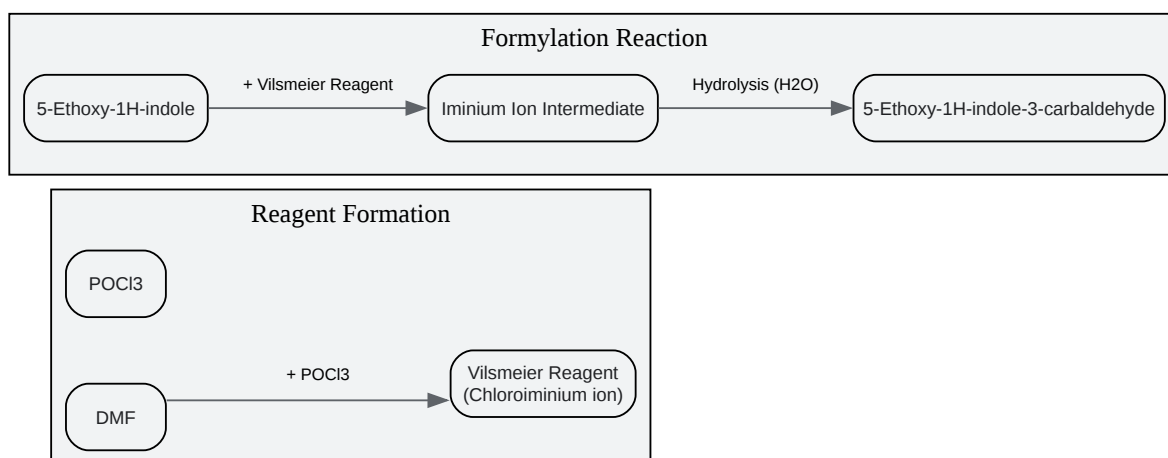 Formylation Reaction
5-Ethoxy-1H-indole
+ Vilsmeier Reagent
Iminium Ion Intermediate
Hydrolysis (H2O)
5-Ethoxy-1H-indole-3-carbaldehyde
Reagent Formation
POCl3
DMF
+ POCl3
Vilsmeier Reagent
(Chloroiminium ion)